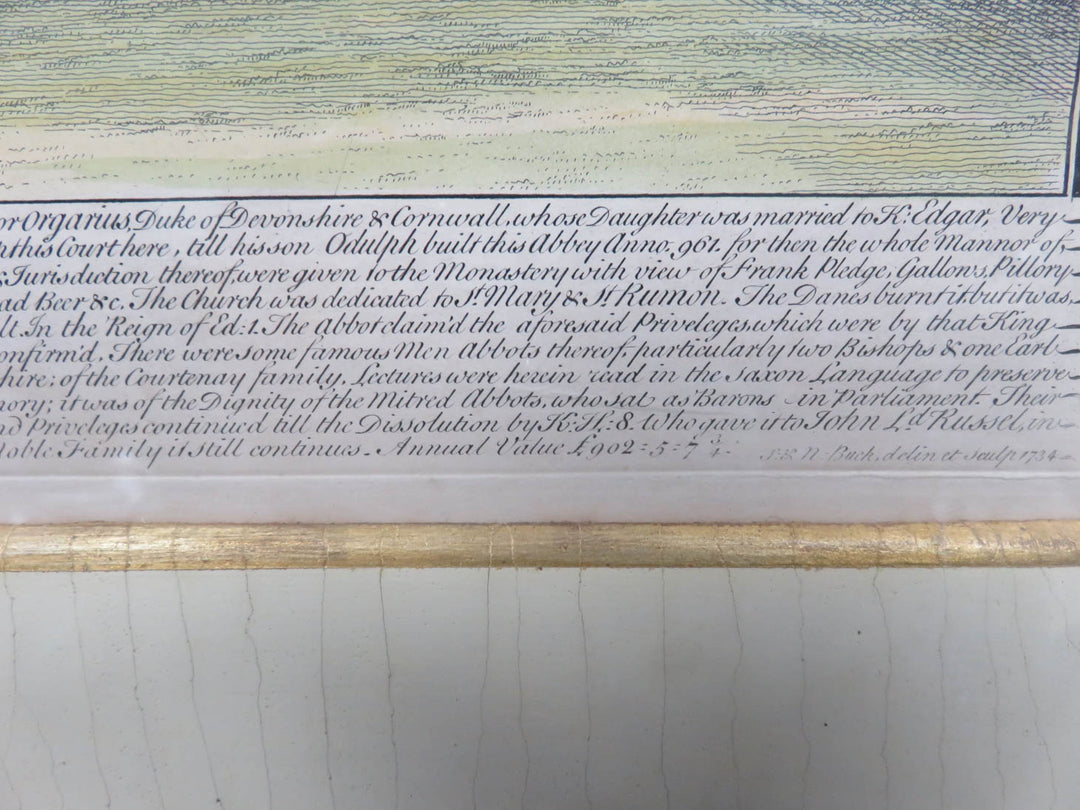 or Orgarius, Duke of Devonshire & Cornwall, whose Daughter was married to K: Edgar, Very
this Court here, till his son Odulph built this Abbey Anno. 961. for then the whole Mannor of,
& Jurisdiction thereof, were given to the Monastery with view of Frank Pledge, Gallows, Pillory
ad Beer &c. The Church was dedicated to St. Mary & St. Rumon. The Danes burnt it, but it was,
ll. In the Reign of Ed: 1. The Abbot claim'd the aforesaid Priveleges, which were by that King
onfirm'd. There were some famous Men Abbots thereof, particularly two Bishops & one Earl
hire; of the Courtenay family. Lectures were herein read in the Saxon Language to preserve
nory; it was of the Dignity of the Mitred Abbots, who sat as Barons in Parliament. Their
nd Priveleges continued till the Dissolution by K: H: 8. Who gave it to John Ld. Russel, in
Noble Family it still continues. Annual Value £902=5=7 3/4. S: & N: Buck, delin et sculp 1734